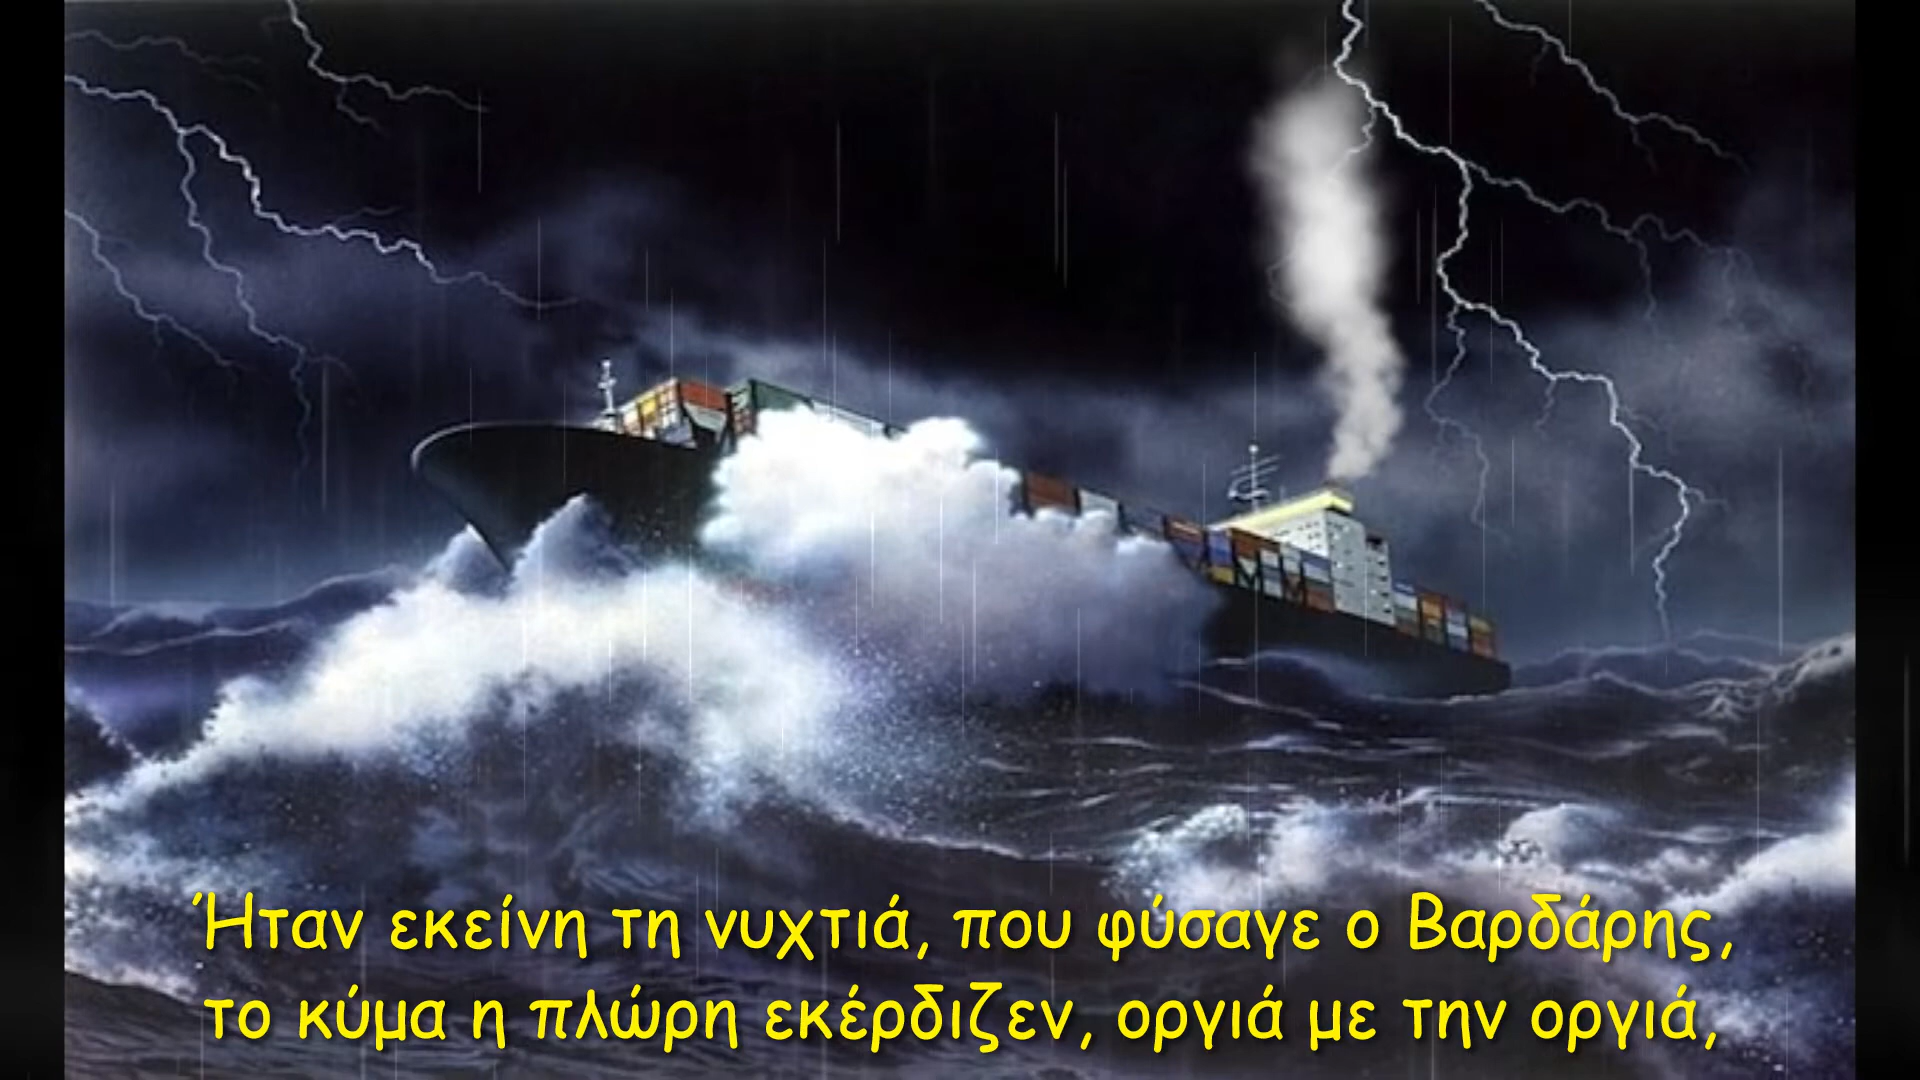 Ήταν εκείνη τη νυχτιά, που φύσαγε ο Βαρδάρης,
το κύμα η πλώρη εκέρδιζεν, οργιά με την οργιά,